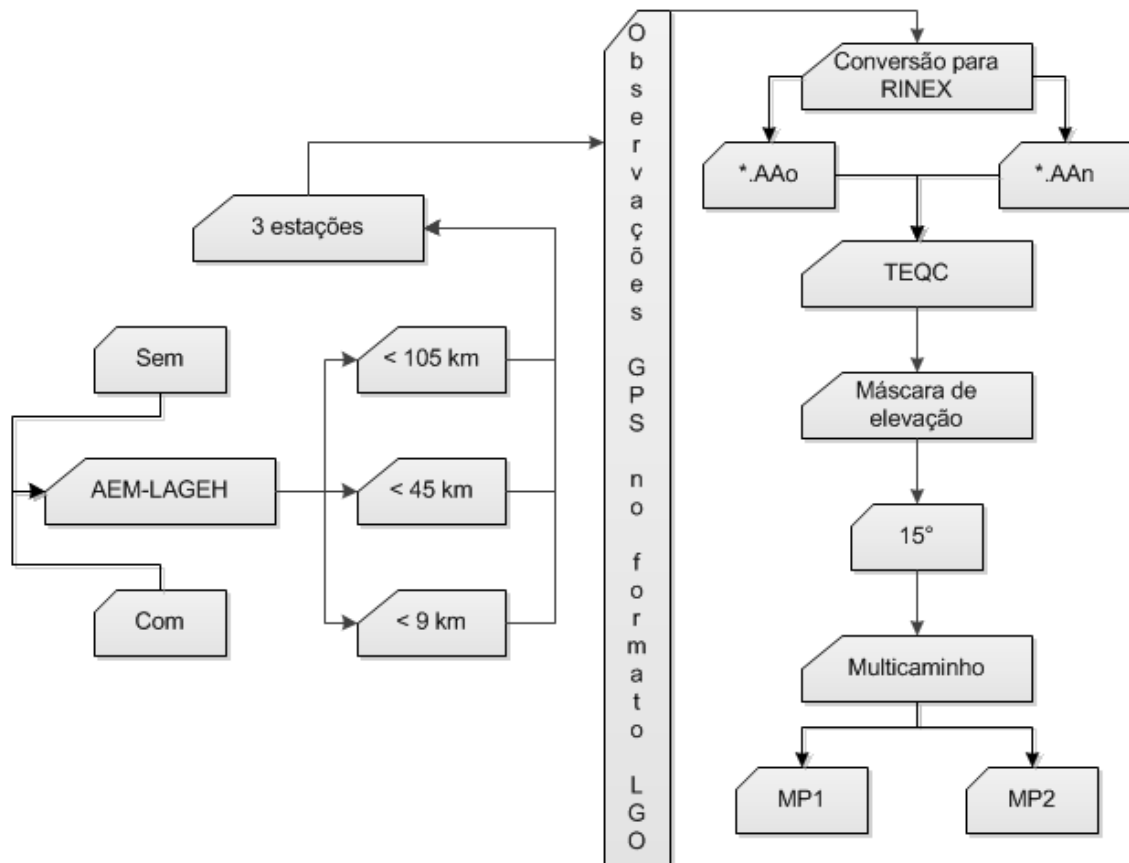 Sem
AEM-LAGEH
Com
< 105 km
< 45 km
< 9 km
3 estações
Observações GPS no formato LGO
Conversão para
RINEX
*.AAo
*.AAn
TEQC
Máscara de
elevação
15°
Multicaminho
MP1
MP2